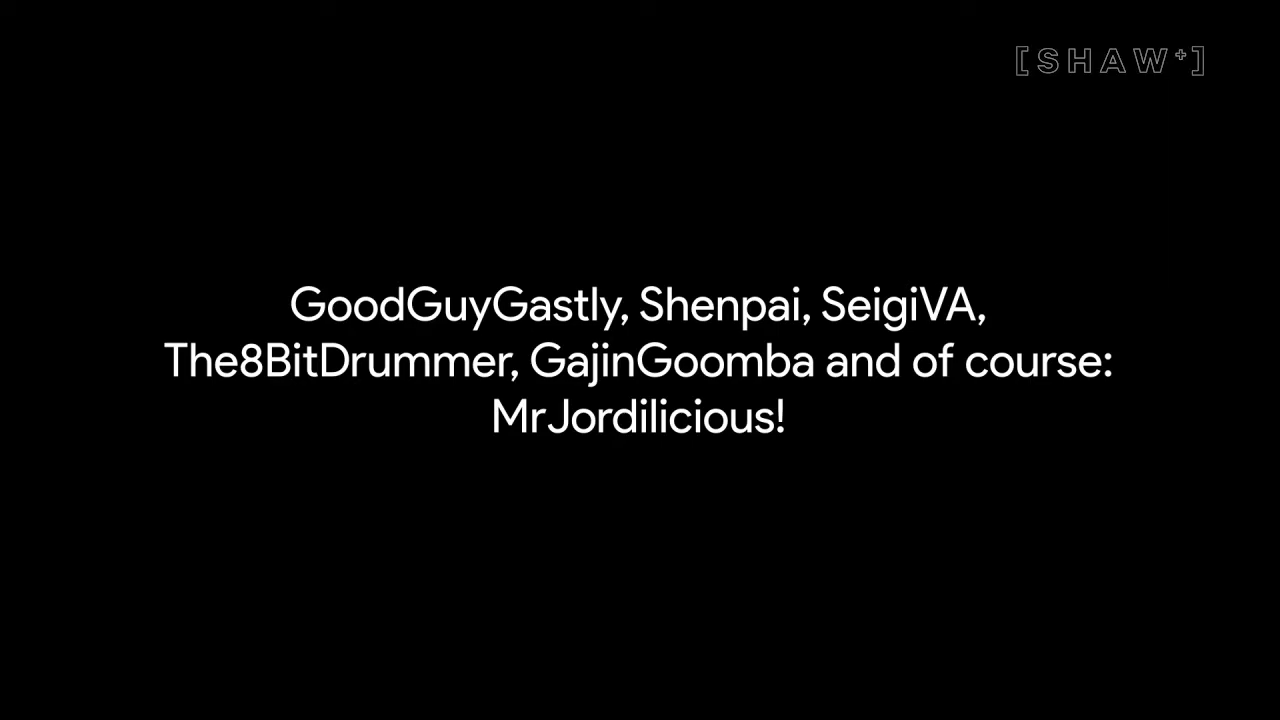 [SHAW+]
GoodGuyGastly, Shenpai, SeigiVA,
The8BitDrummer, GajinGoomba and of course:
MrJordilicious!